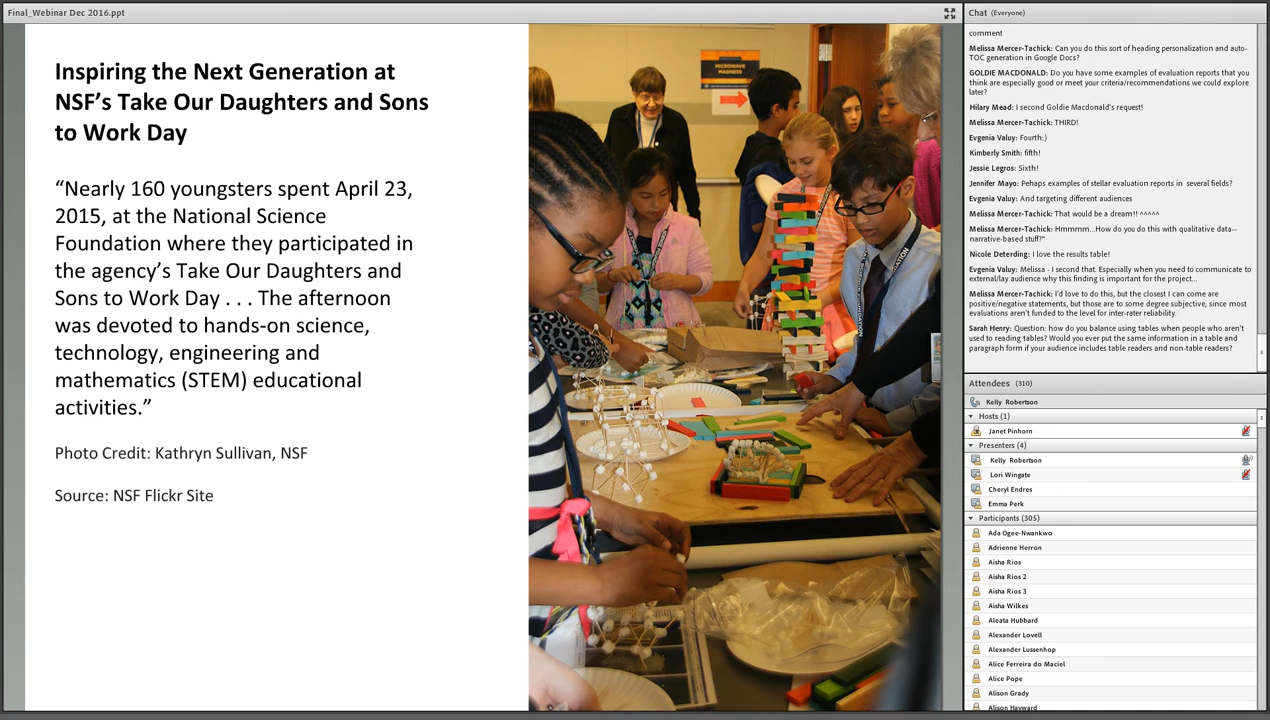 Final_Webinar Dec 2016.ppt
Inspiring the Next Generation at
NSF’s Take Our Daughters and Sons
to Work Day
“Nearly 160 youngsters spent April 23,
2015, at the National Science
Foundation where they participated in
the agency’s Take Our Daughters and
Sons to Work Day . . . The afternoon
was devoted to hands-on science,
technology, engineering and
mathematics (STEM) educational
activities.”
Photo Credit: Kathryn Sullivan, NSF
Source: NSF Flickr Site
MICROWAVE
MADNESS
Chat (Everyone)
comment
Melissa Mercer-Tachick: Can you do this sort of heading personalization and auto-
TOC generation in Google Docs?
GOLDIE MACDONALD: Do you have some examples of evaluation reports that you
think are especially good or meet your criteria/recommendations we could explore
later?
Hilary Mead: I second Goldie Macdonald's request!
Melissa Mercer-Tachick: THIRD!
Evgenia Valuy: Fourth:)
Kimberly Smith: fifth!
Jessie Legros: Sixth!
Jennifer Mayo: Pehaps examples of stellar evaluation reports in several fields?
Evgenia Valuy: And targeting different audiences
Melissa Mercer-Tachick: That would be a dream!! ^^^^^
Melissa Mercer-Tachick: Hmmmm...How do you do this with qualitative data--
narrative-based stuff?"
Nicole Deterding: I love the results table!
Evgenia Valuy: Melissa - I second that. Especially when you need to communicate to
external/lay audience why this finding is important for the project...
Melissa Mercer-Tachick: I'd love to do this, but the closest I can come are
positive/negative statements, but those are to some degree subjective, since most
evaluations aren't funded to the level for inter-rater reliability.
Sarah Henry: Question: how do you balance using tables when people who aren't
used to reading tables? Would you ever put the same information in a table and
paragraph form if your audience includes table readers and non-table readers?
Attendees (310)
Kelly Robertson
Hosts (1)
Janet Pinhorn
Presenters (4)
Kelly Robertson
Lori Wingate
Cheryl Endres
Emma Perk
Participants (305)
Ada Ogee-Nwankwo
Adrienne Herron
Aisha Rios
Aisha Rios 2
Aisha Rios 3
Aisha Wilkes
Aleata Hubbard
Alexander Lovell
Alexander Lussenhop
Alice Ferreira do Maciel
Alice Pope
Alison Grady
Alison Hayward